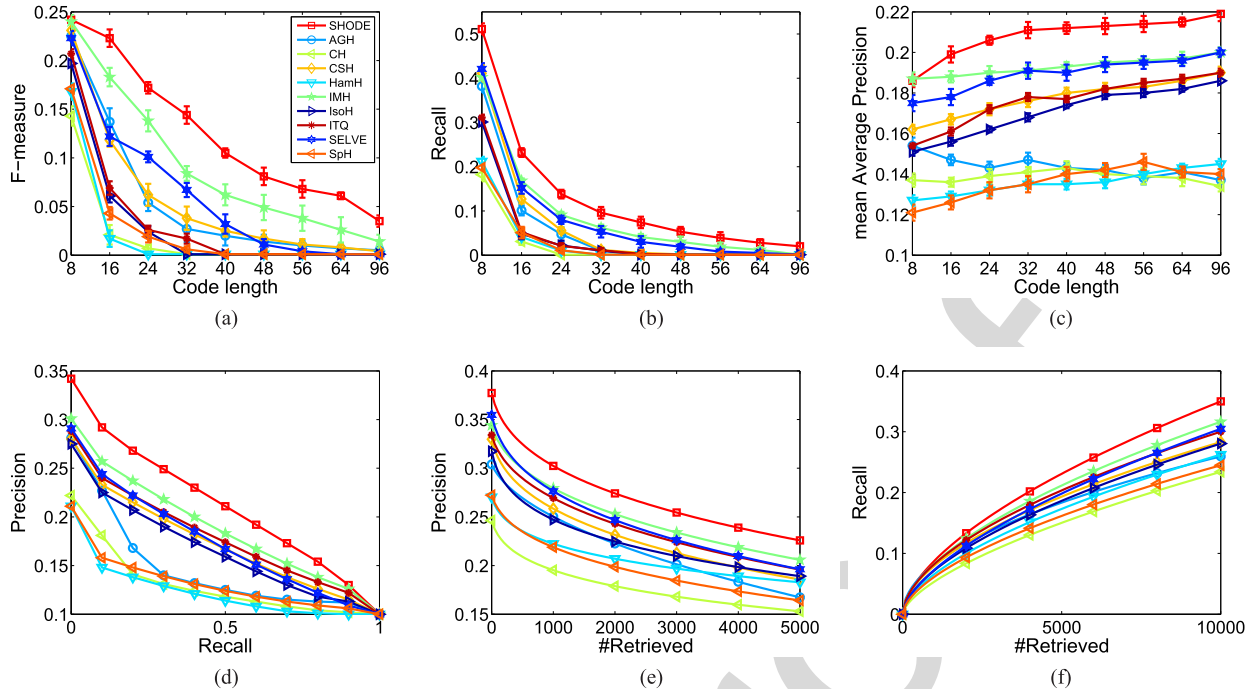 0.25
0.2
0.15
0.1
0.05
0
F-measure
8 16 24 32 40 48 56 64 96
Code length
(a)
SHODE
AGH
CH
CSH
HamH
IMH
IsoH
ITQ
SELVE
SpH
0.5
0.4
0.3
0.2
0.1
0
Recall
8 16 24 32 40 48 56 64 96
Code length
(b)
0.22
0.2
0.18
0.16
0.14
0.12
0.1
mean Average Precision
8 16 24 32 40 48 56 64 96
Code length
(c)
0.35
0.3
0.25
0.2
0.15
0.1
Precision
0 0.5 1
Recall
(d)
0.4
0.35
0.3
0.25
0.2
0.15
Precision
0 1000 2000 3000 4000 5000
#Retrieved
(e)
0.4
0.3
0.2
0.1
0
Recall
0 5000 10000
#Retrieved
(f)